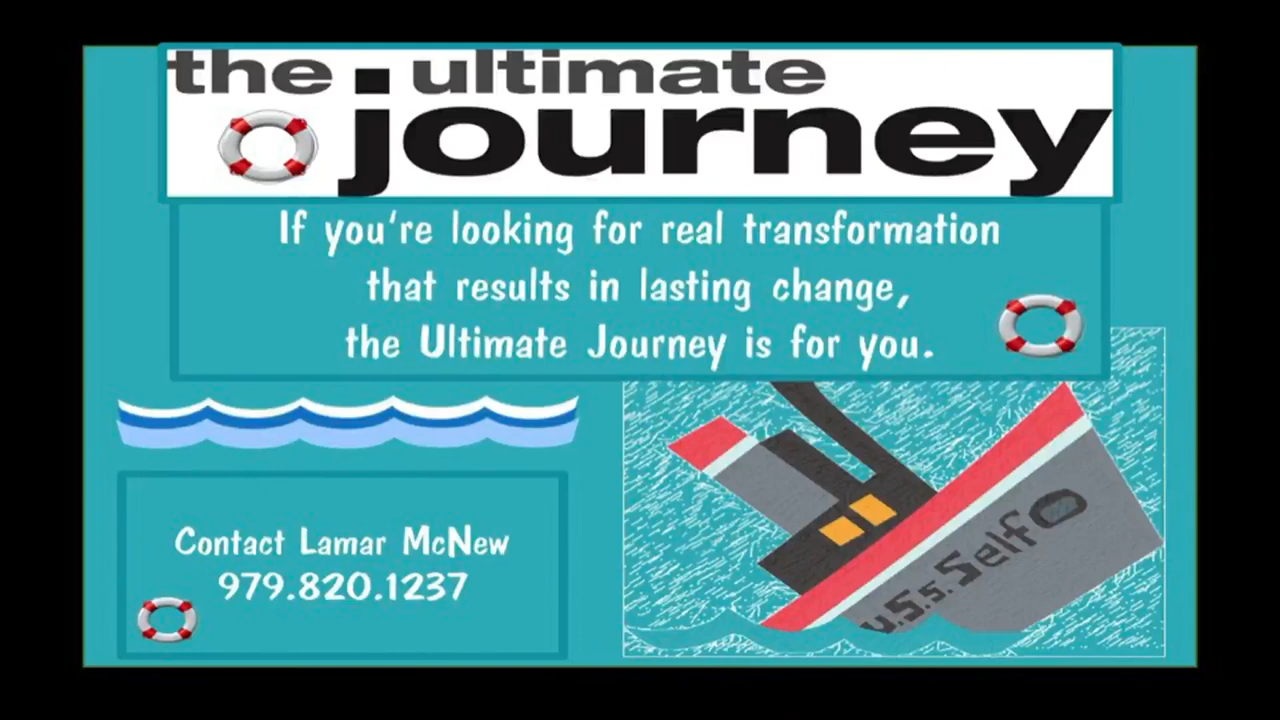 the ultimate
journey
If you're looking for real transformation
that results in lasting change,
the Ultimate Journey is for you.
Contact Lamar McNew
979.820.1237
u.S.s. Self